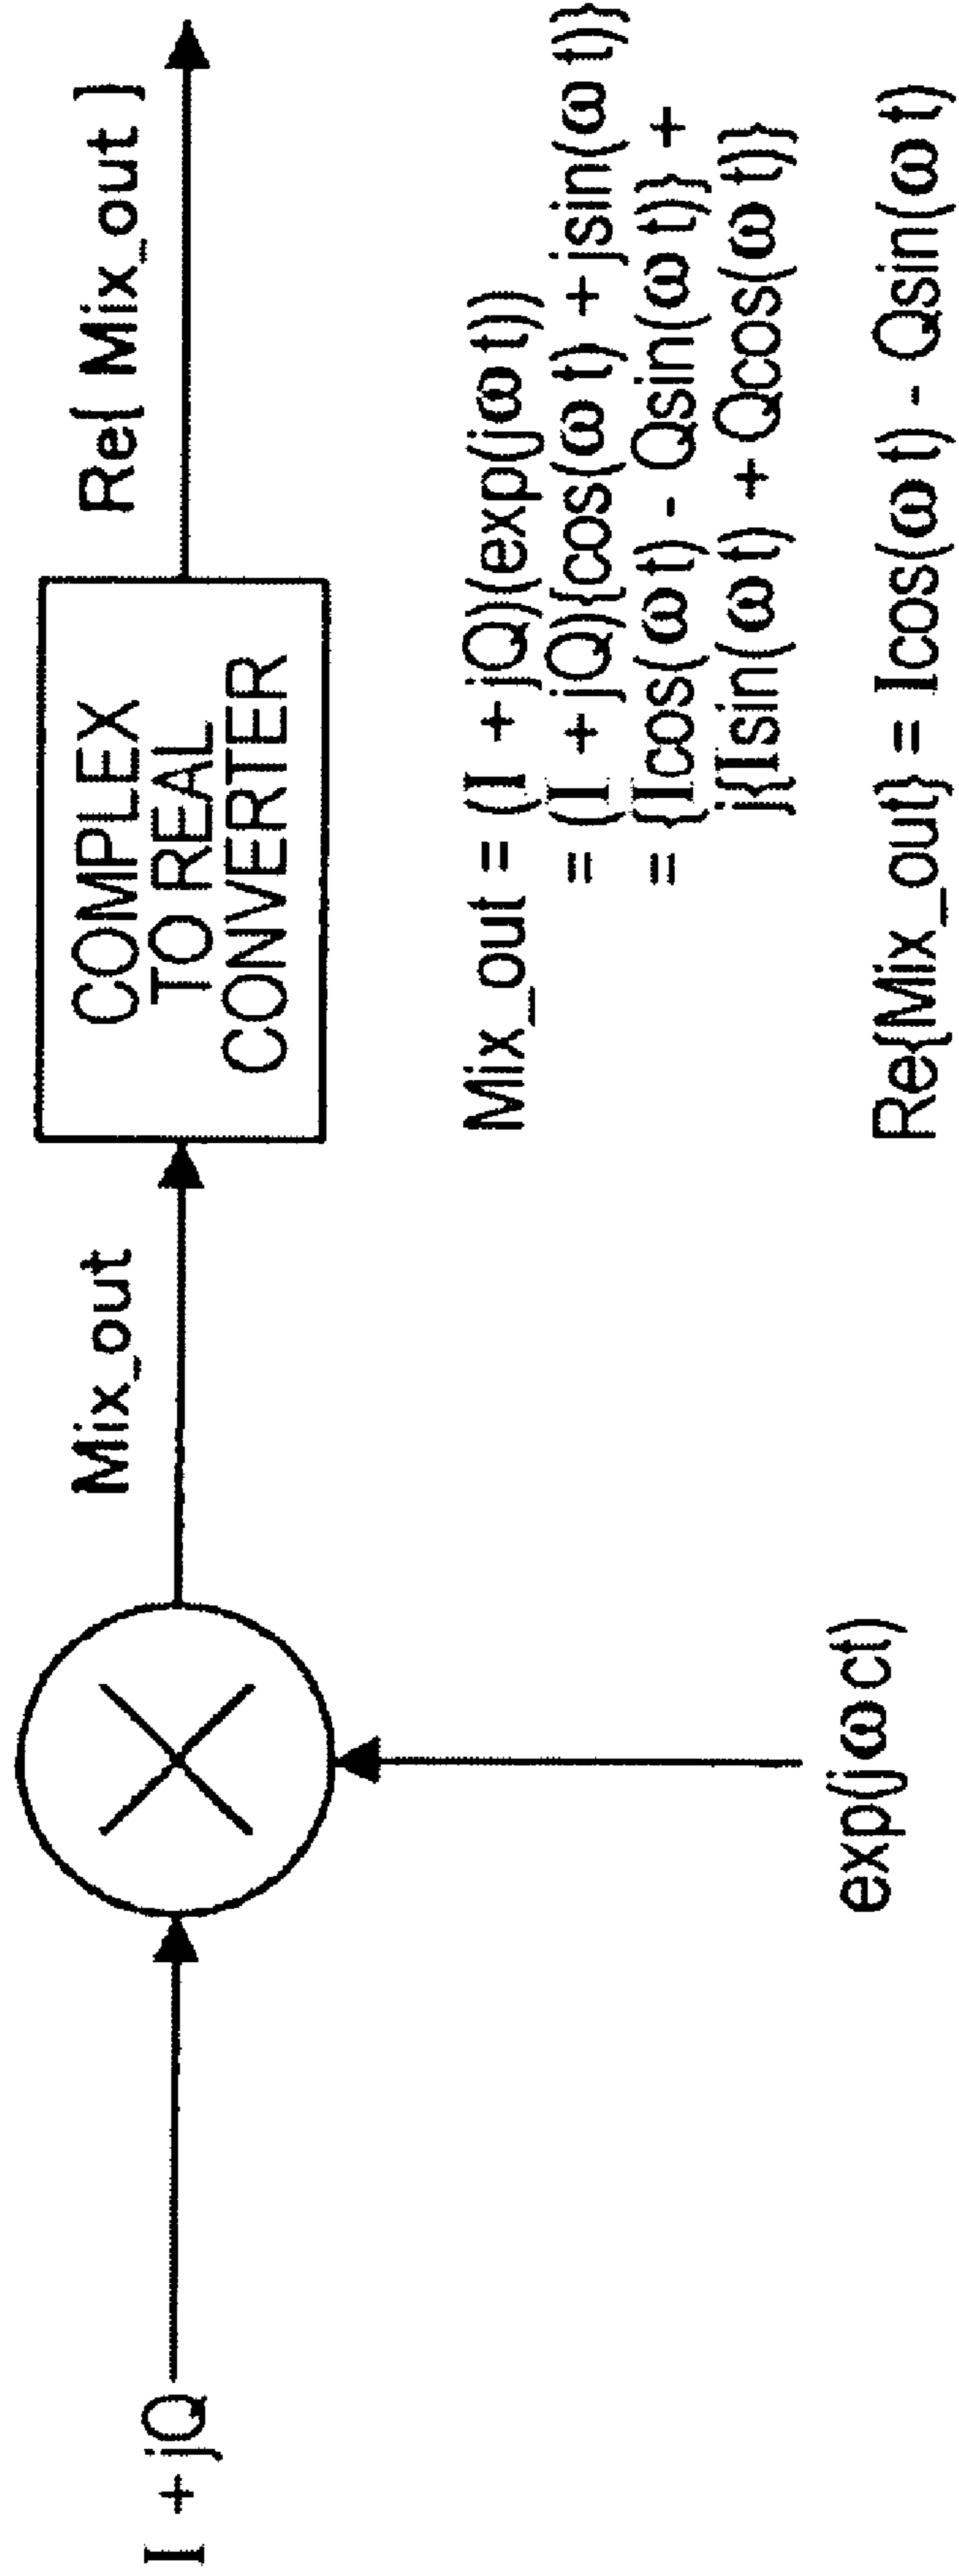 I + jQ
Mix_out
COMPLEX
TO REAL
CONVERTER
Re{ Mix_out }
exp(jωct)
Mix_out = (I + jQ)(exp(jωt))
= (I + jQ){cos(ωt) + jsin(ωt)}
= {Icos(ωt) - Qsin(ωt)} +
j{Isin(ωt) + Qcos(ωt)}
Re{Mix_out} = Icos(ωt) - Qsin(ωt)